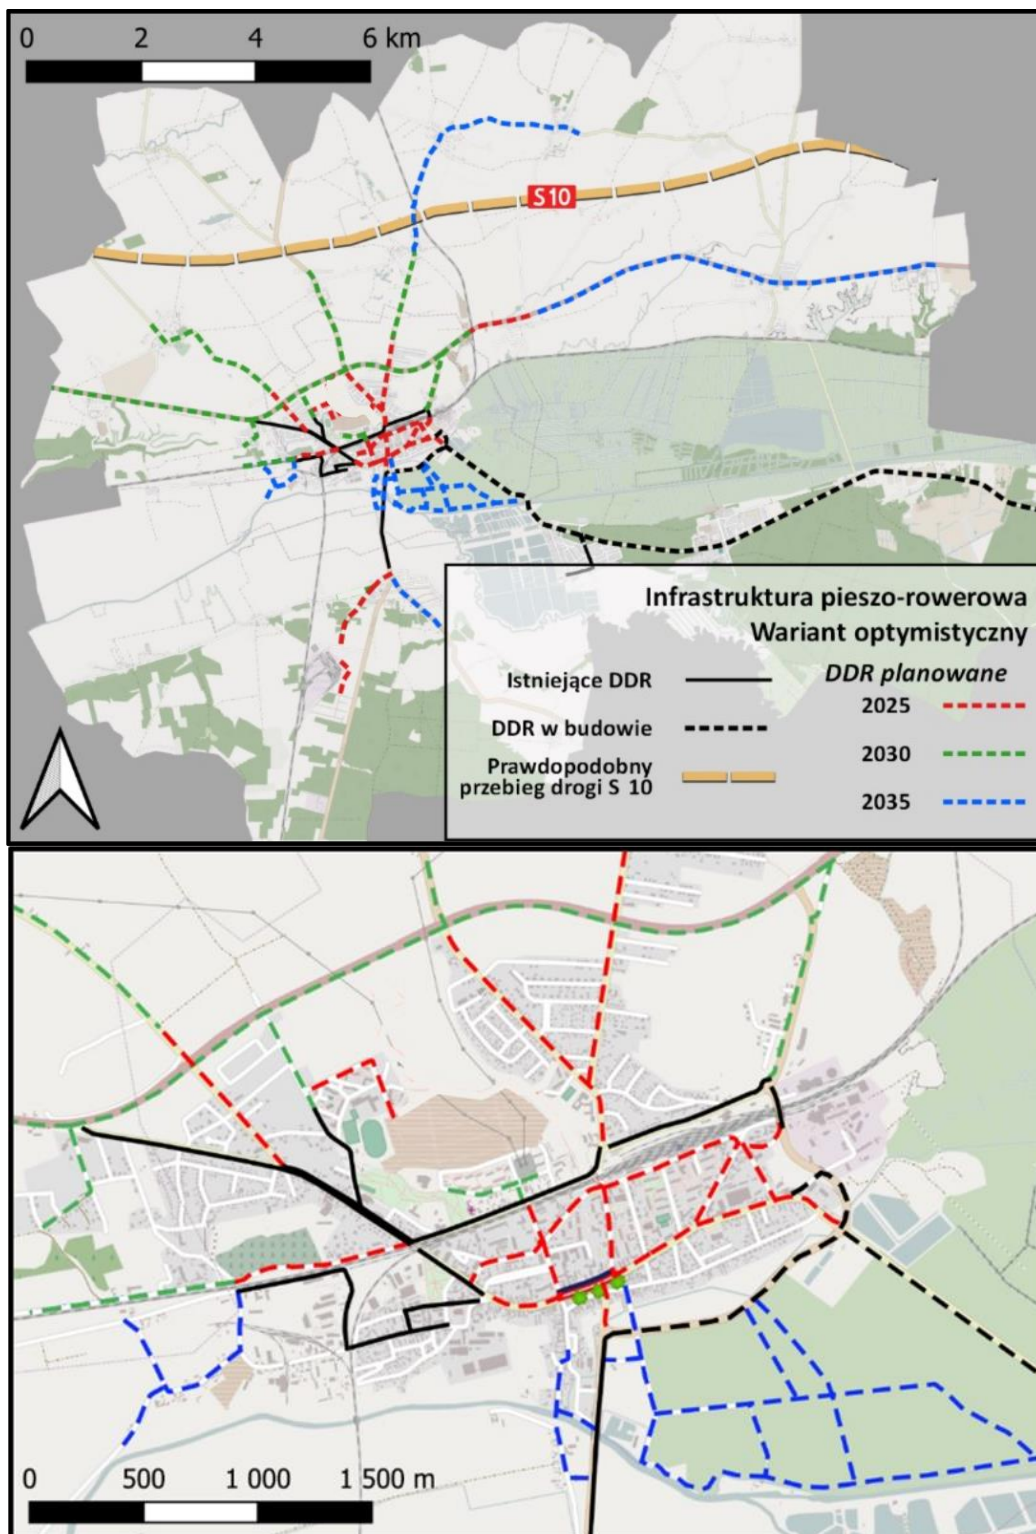 0 2 4 6 km
S10
Infrastruktura pieszo-rowerowa
Wariant optymistyczny
Istniejące DDR
DDR planowane
2025
DDR w budowie
2030
Prawdopodobny
przebieg drogi S 10
2035
0 500 1 000 1 500 m